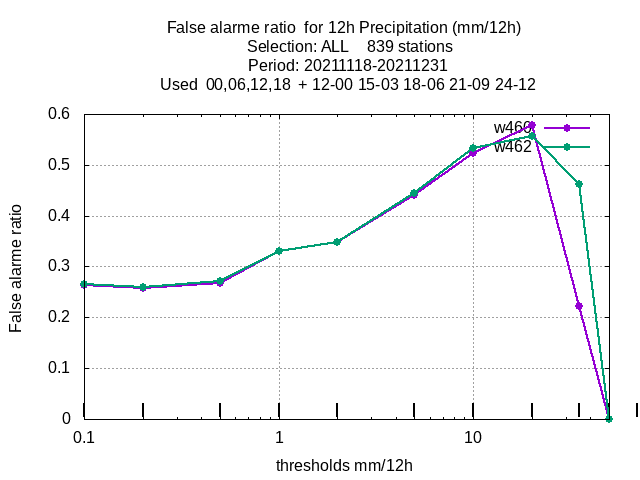 False alarme ratio  for 12h Precipitation (mm/12h)
Selection: ALL    839 stations
Period: 20211118-20211231
Used  00,06,12,18  + 12-00 15-03 18-06 21-09 24-12
0.6
w460
w462
0.5
0.4
0.3
0.2
0.1
0
False alarme ratio
0.1
1
10
thresholds mm/12h